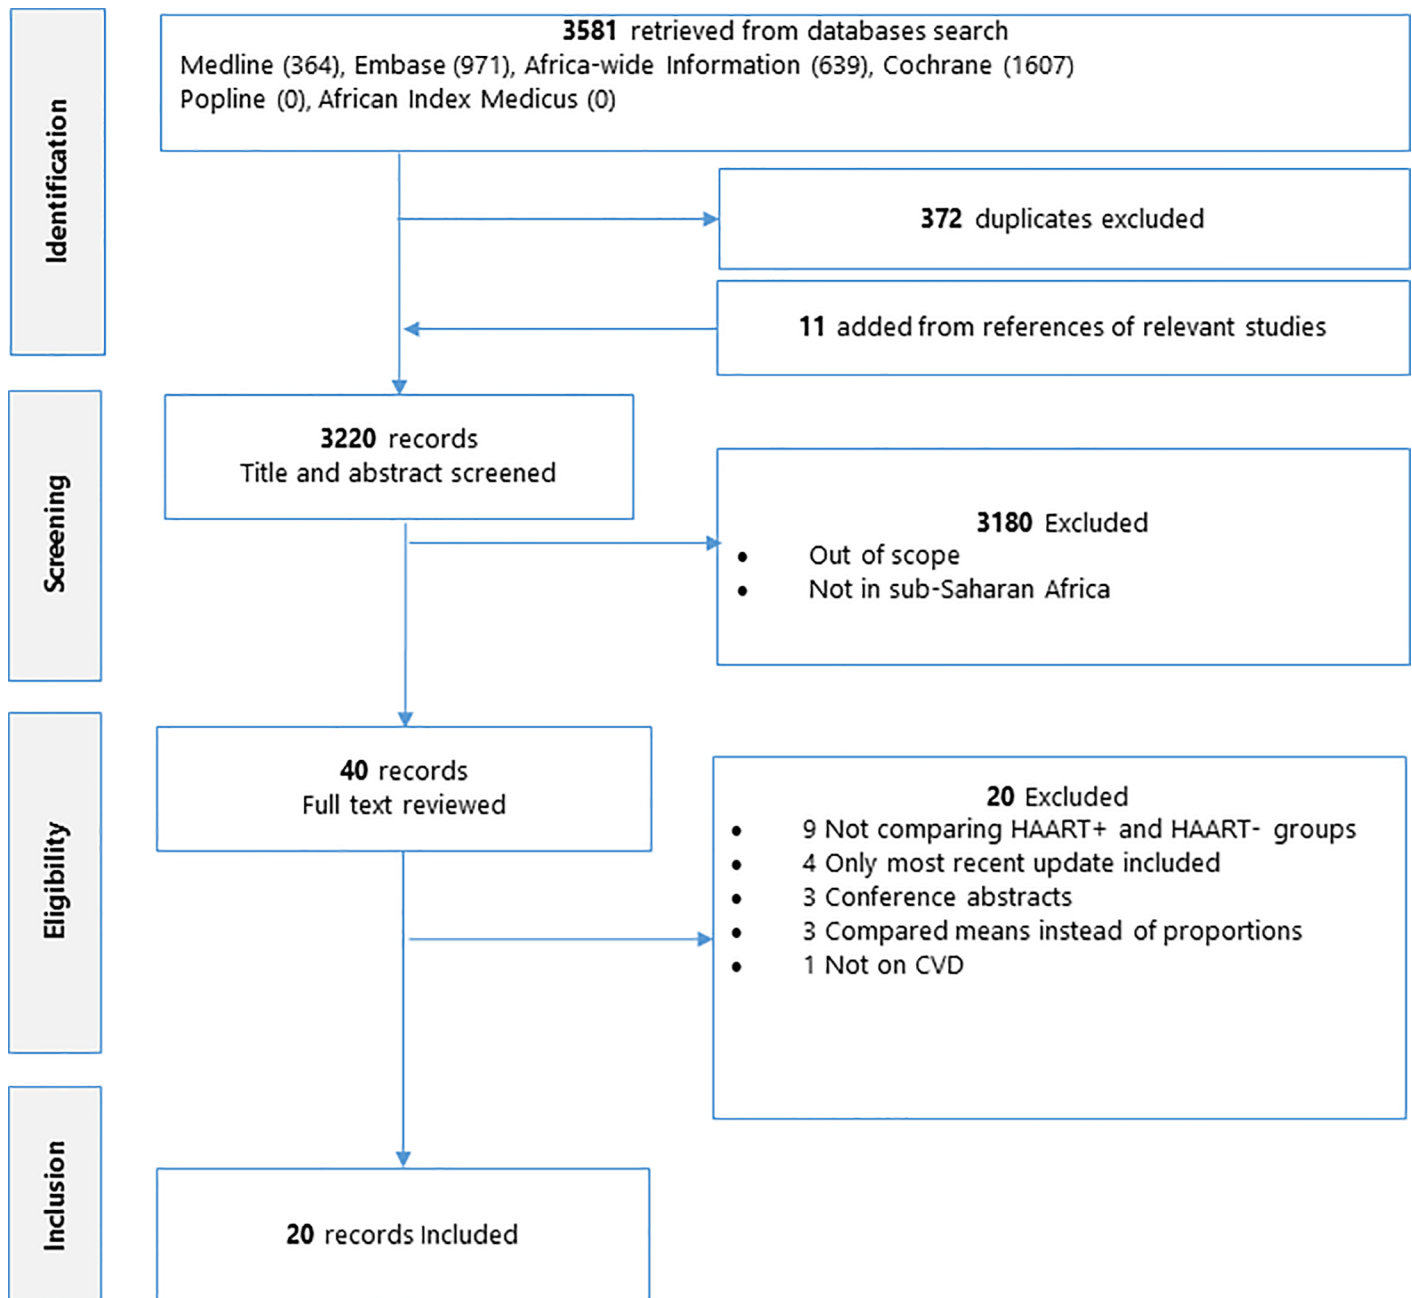 Identification
3581 retrieved from databases search
Medline (364), Embase (971), Africa-wide Information (639), Cochrane (1607)
Popline (0), African Index Medicus (0)
372 duplicates excluded
11 added from references of relevant studies
Screening
3220 records
Title and abstract screened
3180 Excluded
• Out of scope
• Not in sub-Saharan Africa
Eligibility
40 records
Full text reviewed
20 Excluded
• 9 Not comparing HAART+ and HAART- groups
• 4 Only most recent update included
• 3 Conference abstracts
• 3 Compared means instead of proportions
• 1 Not on CVD
Inclusion
20 records Included